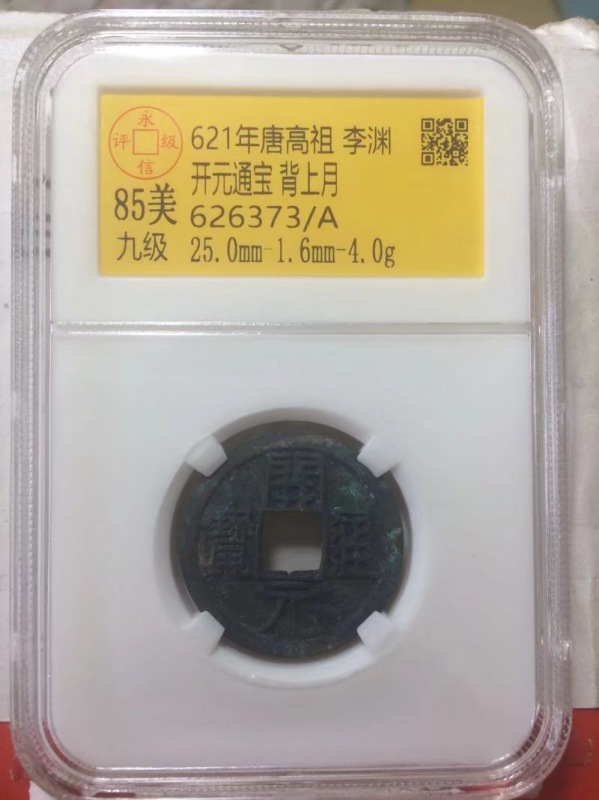 永信评级
621年唐高祖 李渊
开元通宝 背上月
85美 626373/A
九级 25.0mm-1.6mm-4.0g
開元通寳